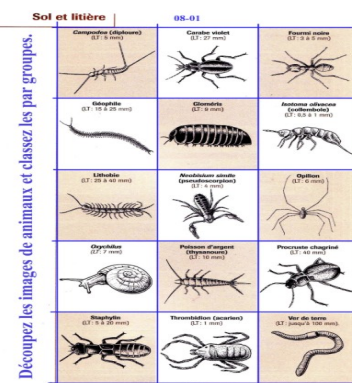 Sol et litière
08-01
Découpez les images de animaux et classez les par groupes.
Campodea (diploure)
(LT: 5 mm)
Carabe violet
(LT: 27 mm)
Fourmi noire
(LT: 3 à 5 mm)
Géophile
(LT: 15 à 25 mm)
Gloméris
(LT: 8 mm)
Isotoma olivacea
(collembole)
(LT: 0,5 à 1 mm)
Lithobie
(LT: 25 à 40 mm)
Neobisium simile
(pseudoscorpion)
(LT: 4 mm)
Opilion
(LT: 6 mm)
Oxychilus
(LT: 7 mm)
Poisson d'argent
(thysanoure)
(LT: 10 mm)
Procruste chagriné
(LT: 40 mm)
Staphylin
(LT: 5 à 20 mm)
Thrombidion (acarien)
(LT: 1 mm)
Ver de terre
(LT: jusqu'à 100 mm)